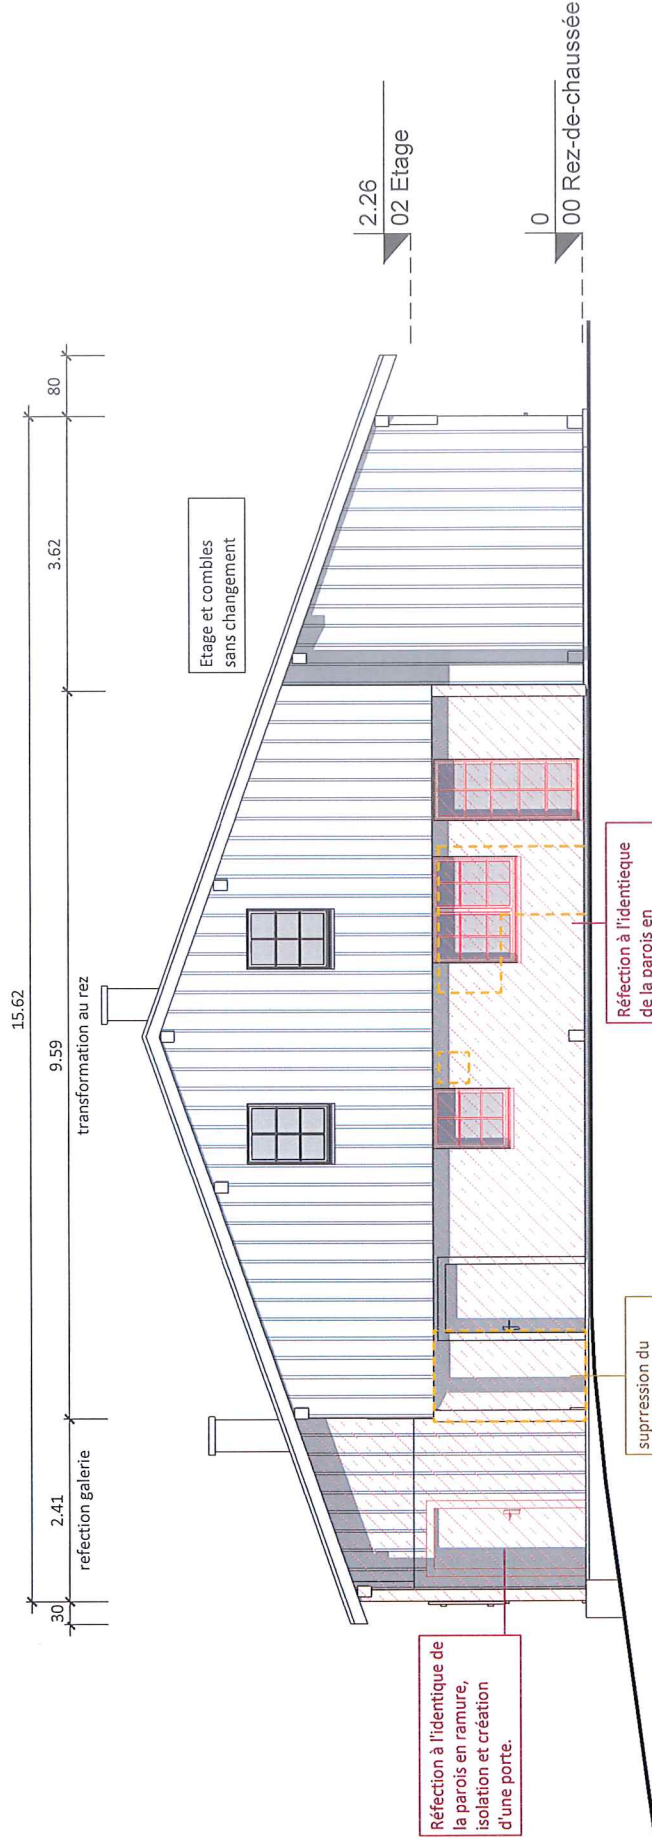 15.62
30
2.41
9.59
3.62
80
refection galerie
transformation au rez
Etage et combles
sans changement
2.26
02 Etage
0
00 Rez-de-chaussée
Réfection à l'identique de
la parois en ramure,
isolation et création
d'une porte.
suprression du
Réfection à l'identieque
de la parois en